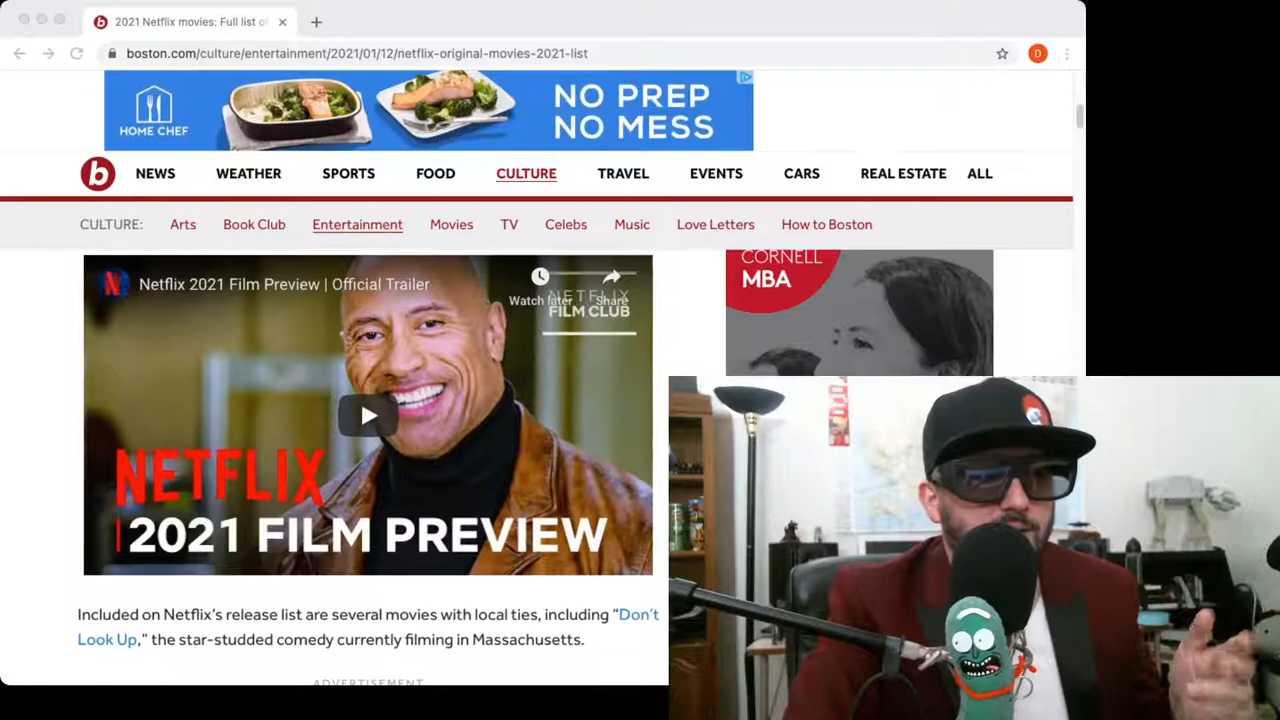 2021 Netflix movies: Full list of
boston.com/culture/entertainment/2021/01/12/netflix-original-movies-2021-list
D
HOME CHEF
NO PREP
NO MESS
b
NEWS WEATHER SPORTS FOOD CULTURE TRAVEL EVENTS CARS REAL ESTATE ALL
CULTURE: Arts Book Club Entertainment Movies TV Celebs Music Love Letters How to Boston
N
Netflix 2021 Film Preview | Official Trailer
Watch later
Share
NETFLIX
FILM CLUB
NETFLIX
2021 FILM PREVIEW
CORNELL
MBA
Included on Netflix’s release list are several movies with local ties, including “Don’t
Look Up,” the star-studded comedy currently filming in Massachusetts.
ADVERTISEMENT